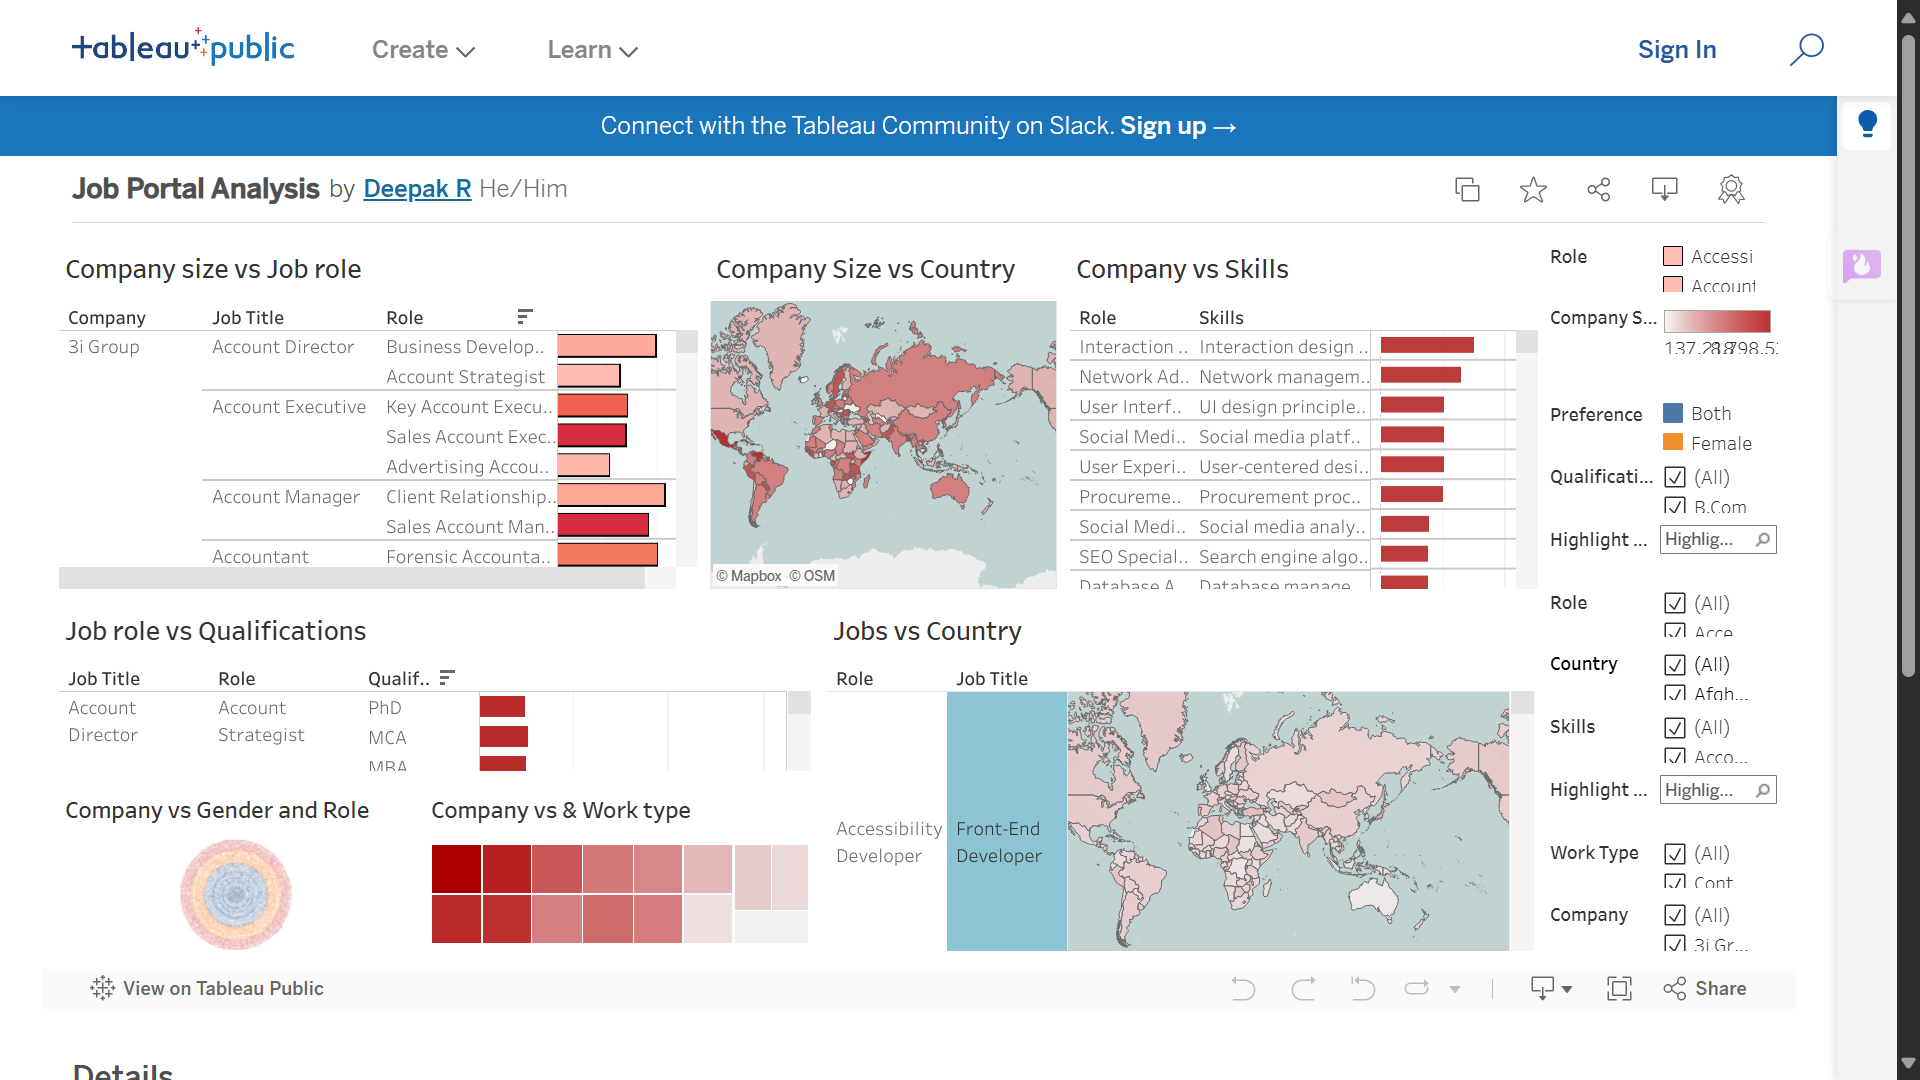 tableau public
Create
Learn
Sign In
Connect with the Tableau Community on Slack. Sign up →
Job Portal Analysis by Deepak R He/Him
Company size vs Job role
Company Job Title Role
3i Group Account Director Business Develop..
Account Strategist
Account Executive Key Account Execu..
Sales Account Exec..
Advertising Accou..
Account Manager Client Relationship..
Sales Account Man..
Accountant Forensic Accounta..
Company Size vs Country
© Mapbox © OSM
Company vs Skills
Role Skills
Interaction .. Interaction design ..
Network Ad.. Network managem..
User Interf.. UI design principle..
Social Medi.. Social media platf..
User Experi.. User-centered desi..
Procureme.. Procurement proc..
Social Medi.. Social media analy..
SEO Special.. Search engine algo..
Database A Database manage
Role
Accessi
Account
Company S...
Preference
Both
Female
Qualificati...
(All)
B.Com
Highlight ...
Highlig...
Role
(All)
Acce
Country
(All)
Afgh...
Skills
(All)
Acco...
Highlight ...
Highlig...
Work Type
(All)
Cont
Company
(All)
3i Gr...
Job role vs Qualifications
Job Title Role Qualif..
Account Director
Account Strategist
PhD
MCA
MBA
Jobs vs Country
Role Job Title
Accessibility Developer
Front-End Developer
Company vs Gender and Role
Company vs & Work type
View on Tableau Public
Share
Details